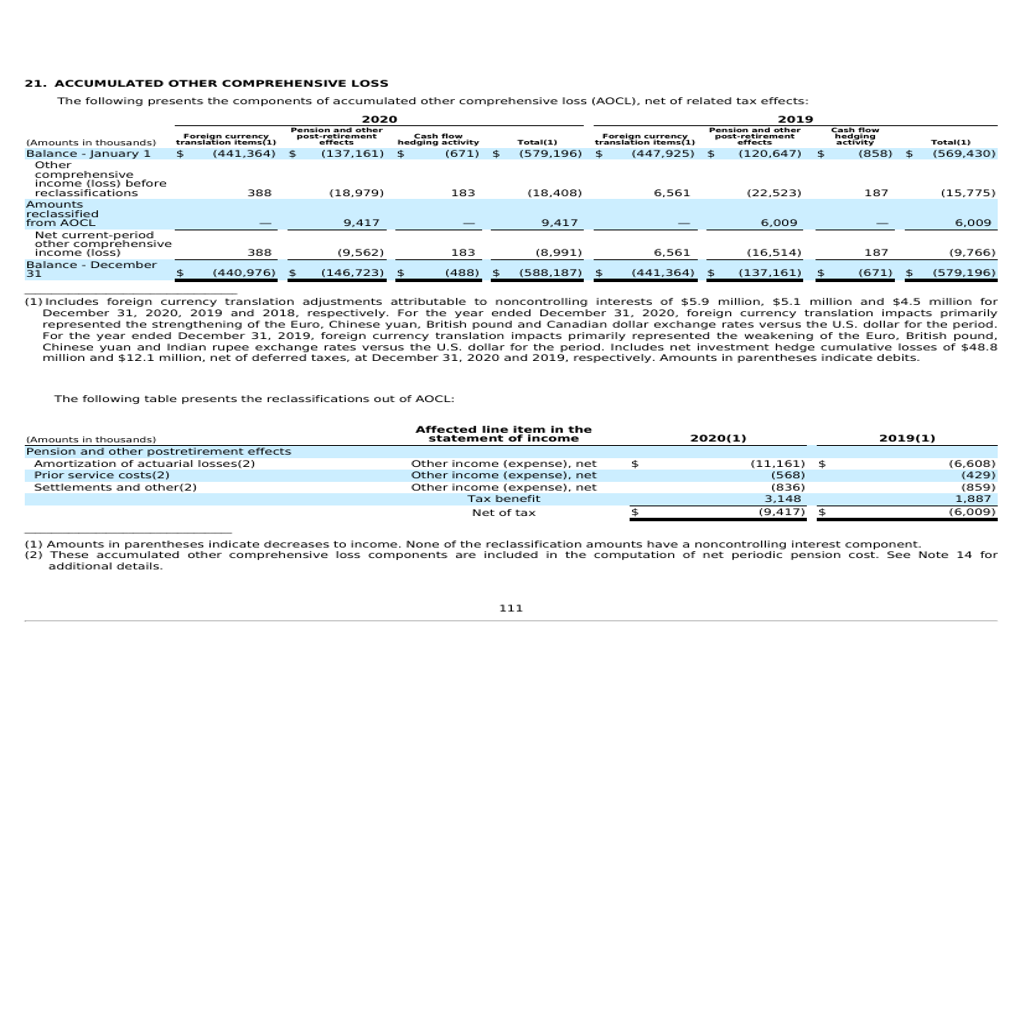 21. ACCUMULATED OTHER COMPREHENSIVE LOSS
The following presents the components of accumulated other comprehensive loss (AOCL), net of related tax effects:
2020 2019
(Amounts in thousands) Foreign currency translation items(1) Pension and other post-retirement effects Cash flow hedging activity Total(1) Foreign currency translation items(1) Pension and other post-retirement effects Cash flow hedging activity Total(1)
Balance - January 1 $ (441,364) $ (137,161) $ (671) $ (579,196) $ (447,925) $ (120,647) $ (858) $ (569,430)
Other
comprehensive
income (loss) before
reclassifications 388 (18,979) 183 (18,408) 6,561 (22,523) 187 (15,775)
Amounts
reclassified
from AOCL — 9,417 — 9,417 — 6,009 — 6,009
Net current-period
other comprehensive
income (loss) 388 (9,562) 183 (8,991) 6,561 (16,514) 187 (9,766)
Balance - December
31 $ (440,976) $ (146,723) $ (488) $ (588,187) $ (441,364) $ (137,161) $ (671) $ (579,196)
(1) Includes foreign currency translation adjustments attributable to noncontrolling interests of $5.9 million, $5.1 million and $4.5 million for
December 31, 2020, 2019 and 2018, respectively. For the year ended December 31, 2020, foreign currency translation impacts primarily
represented the strengthening of the Euro, Chinese yuan, British pound and Canadian dollar exchange rates versus the U.S. dollar for the period.
For the year ended December 31, 2019, foreign currency translation impacts primarily represented the weakening of the Euro, British pound,
Chinese yuan and Indian rupee exchange rates versus the U.S. dollar for the period. Includes net investment hedge cumulative losses of $48.8
million and $12.1 million, net of deferred taxes, at December 31, 2020 and 2019, respectively. Amounts in parentheses indicate debits.
The following table presents the reclassifications out of AOCL:
(Amounts in thousands) Affected line item in the statement of income 2020(1) 2019(1)
Pension and other postretirement effects
Amortization of actuarial losses(2) Other income (expense), net $ (11,161) $ (6,608)
Prior service costs(2) Other income (expense), net (568) (429)
Settlements and other(2) Other income (expense), net (836) (859)
Tax benefit 3,148 1,887
Net of tax $ (9,417) $ (6,009)
(1) Amounts in parentheses indicate decreases to income. None of the reclassification amounts have a noncontrolling interest component.
(2) These accumulated other comprehensive loss components are included in the computation of net periodic pension cost. See Note 14 for
additional details.
111